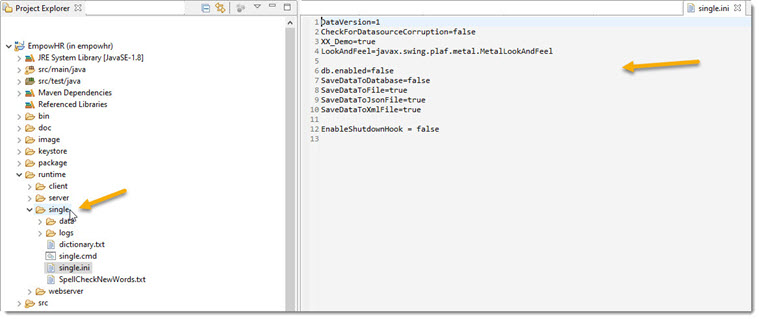 Project Explorer
EmpowHR (in empowhr)
JRE System Library [JavaSE-1.8]
src/main/java
src/test/java
Maven Dependencies
Referenced Libraries
bin
doc
image
keystore
package
runtime
client
server
single
data
logs
dictionary.txt
single.cmd
single.ini
SpellCheckNewWords.txt
webserver
src
single.ini
1 DataVersion=1
2 CheckForDatasourceCorruption=false
3 XX_Demo=true
4 LookAndFeel=javax.swing.plaf.metal.MetalLookAndFeel
5
6 db.enabled=false
7 SaveDataToDatabase=false
8 SaveDataToFile=true
9 SaveDataToJsonFile=true
10 SaveDataToXmlFile=true
11
12 EnableShutdownHook = false
13